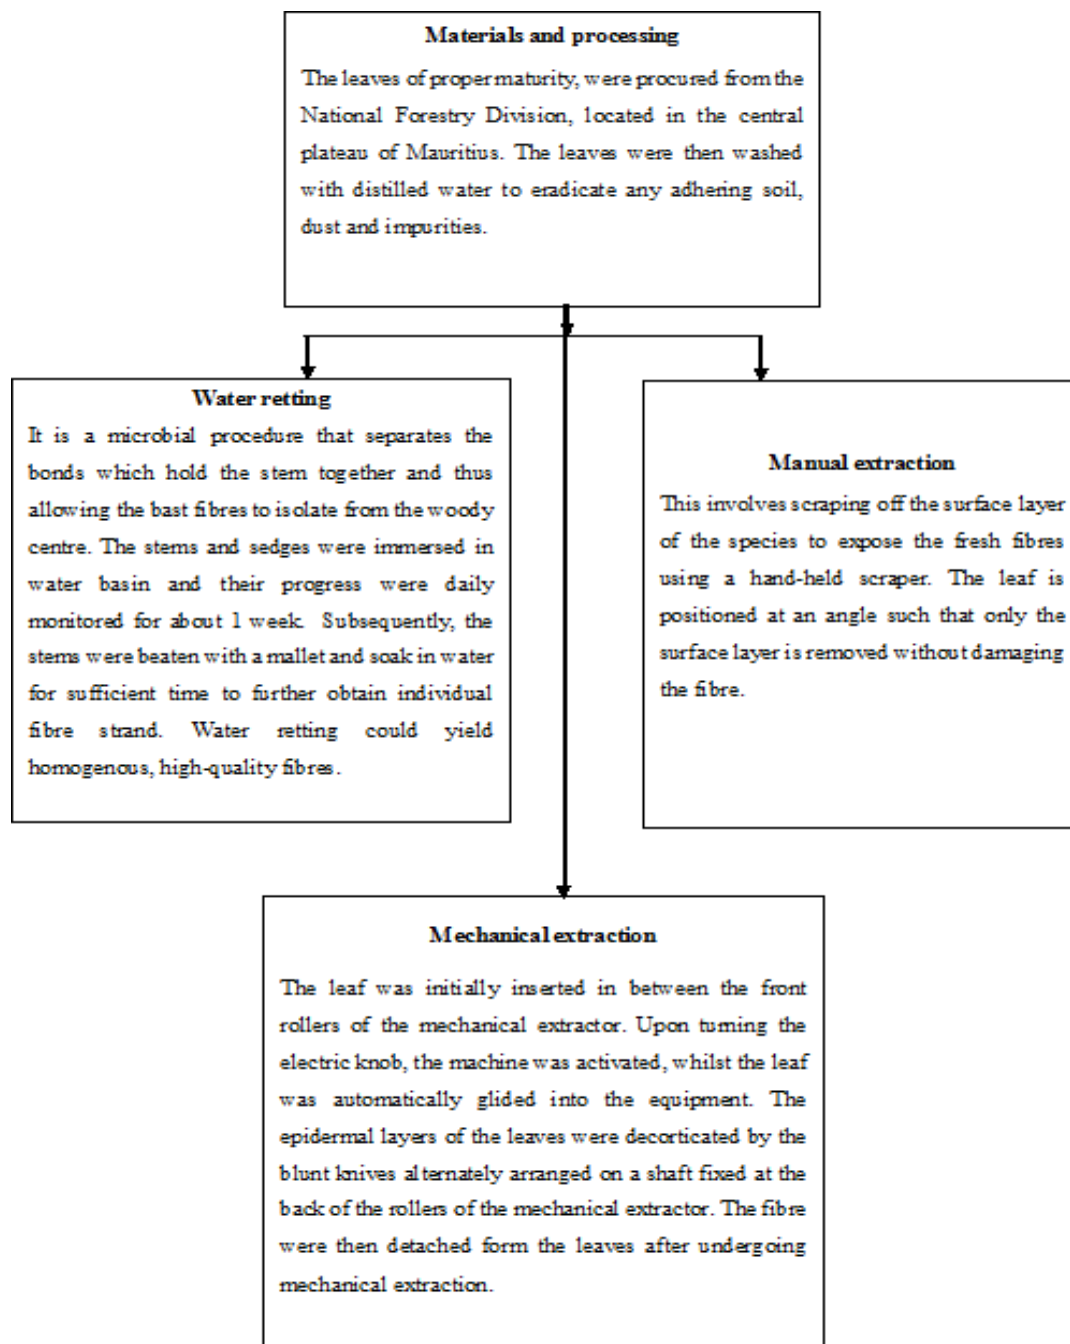 Materials and processing
The leaves of proper maturity, were procured from the
National Forestry Division, located in the central
plateau of Mauritius. The leaves were then washed
with distilled water to eradicate any adhering soil,
dust and impurities.
Water retting
It is a microbial procedure that separates the
bonds which hold the stem together and thus
allowing the bast fibres to isolate from the woody
centre. The stems and sedges were immersed in
water basin and their progress were daily
monitored for about 1 week. Subsequently, the
stems were beaten with a mallet and soak in water
for sufficient time to further obtain individual
fibre strand. Water retting could yield
homogenous, high-quality fibres.
Manual extraction
This involves scraping off the surface layer
of the species to expose the fresh fibres
using a hand-held scraper. The leaf is
positioned at an angle such that only the
surface layer is removed without damaging
the fibre.
Mechanical extraction
The leaf was initially inserted in between the front
rollers of the mechanical extractor. Upon turning the
electric knob, the machine was activated, whilst the leaf
was automatically glided into the equipment. The
epidermal layers of the leaves were decorticated by the
blunt knives alternately arranged on a shaft fixed at the
back of the rollers of the mechanical extractor. The fibre
were then detached form the leaves after undergoing
mechanical extraction.